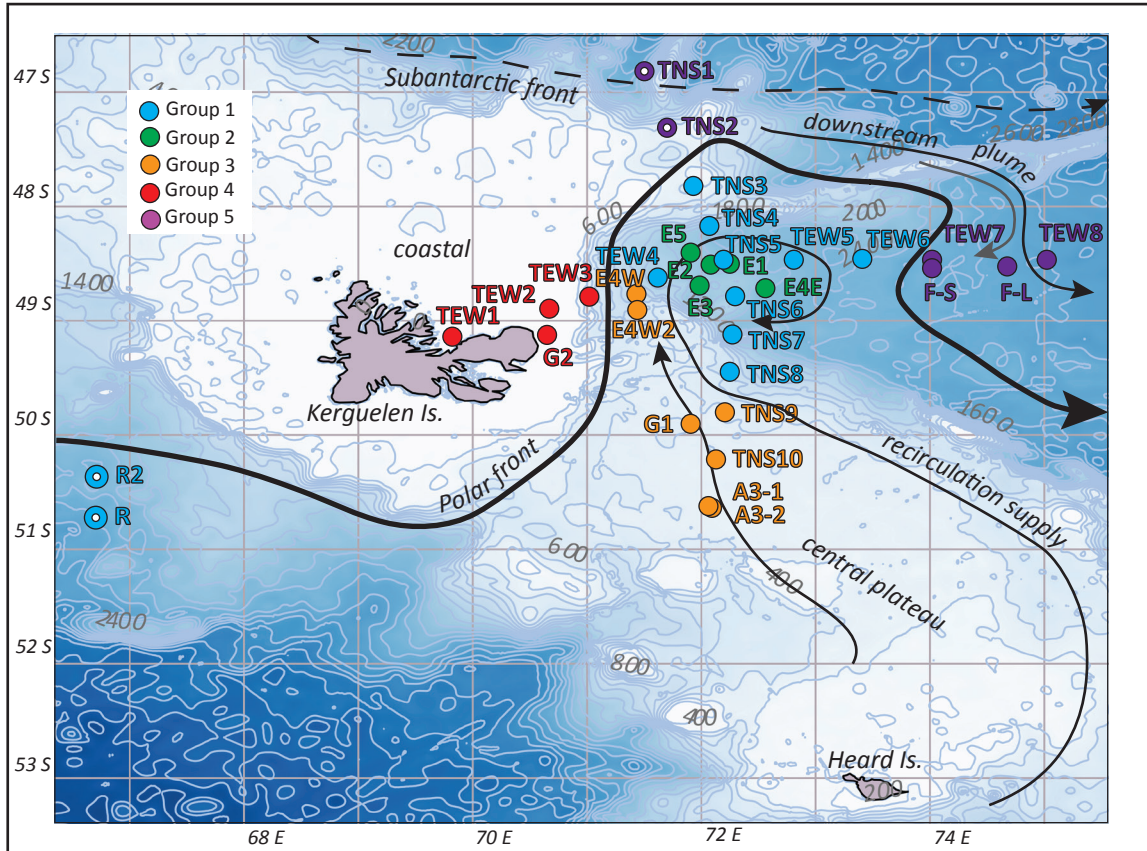 2200
47 S
40
Subantarctic front
TNS1
Group 1
Group 2
Group 3
Group 4
Group 5
TNS2
downstream
plume
2600
2800
1400
48 S
TNS3
600
TNS4
1800
2000
coastal
E5
TNS5
TEW5
TEW6
TEW7
TEW8
TEW4
E2
E1
1400
TEW3
E4W
E3
E4E
F-S
F-L
TEW2
TNS6
49 S
TEW1
E4W2
TNS7
G2
TNS8
Kerguelen Is.
TNS9
1600
50 S
G1
TNS10
recirculation supply
R2
Polar front
A3-1
R
A3-2
51 S
600
400
central plateau
2400
52 S
800
400
Heard Is.
53 S
200
68 E
70 E
72 E
74 E